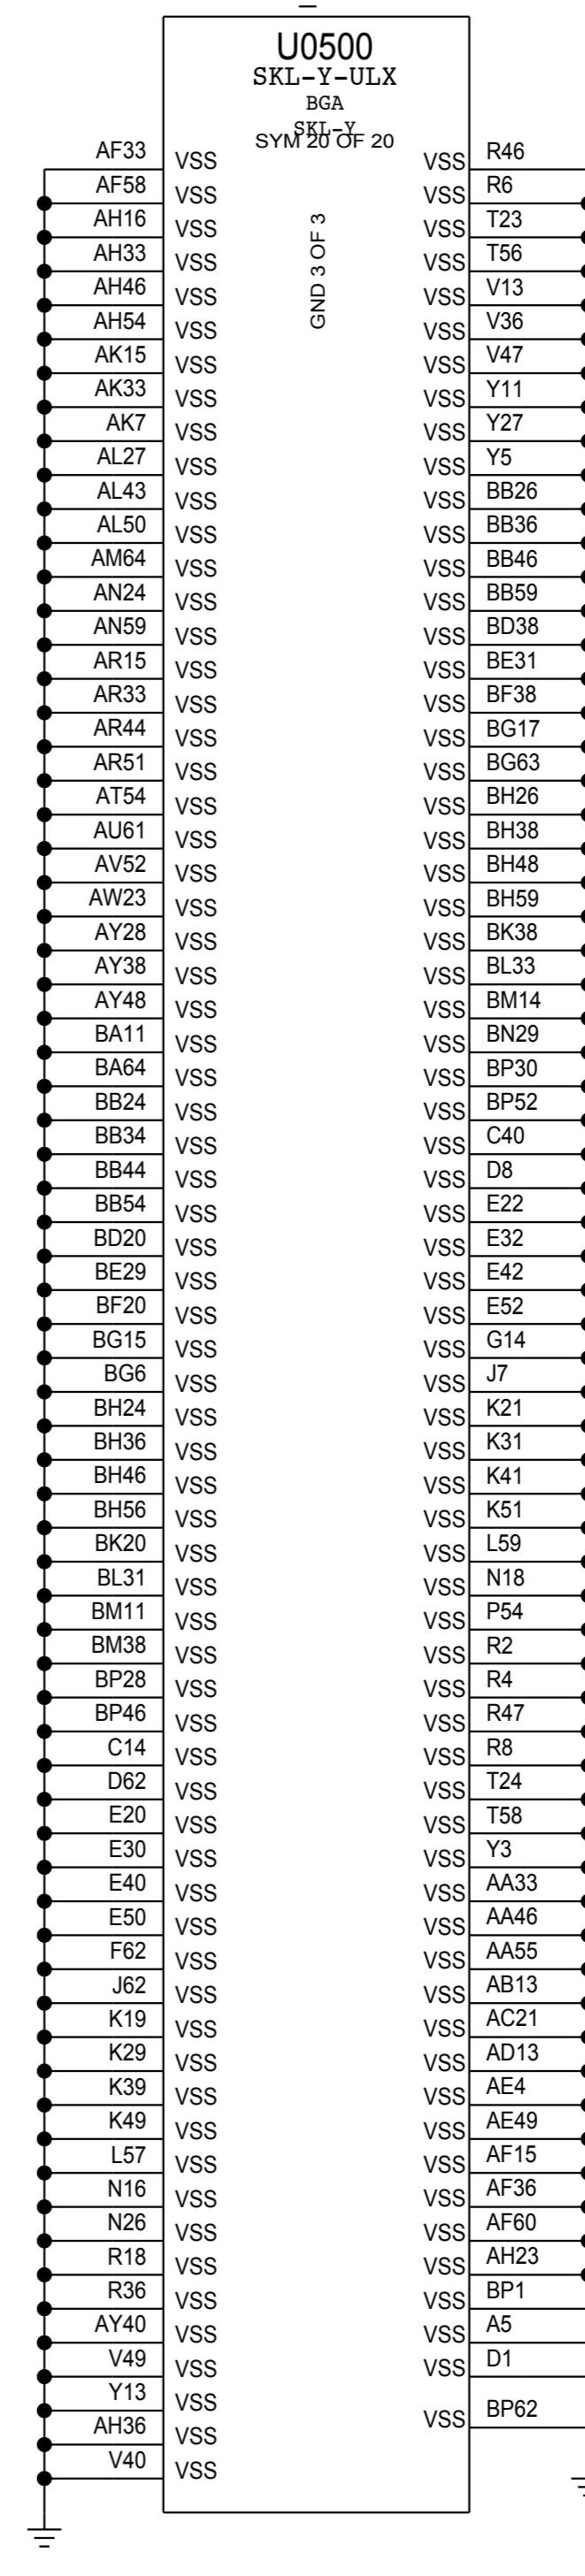 U0500
SKL-Y-ULX
BGA
SKL-Y
SYM 20 OF 20
GND 3 OF 3
AF33 VSS VSS R46
AF58 VSS VSS R6
AH16 VSS VSS T23
AH33 VSS VSS T56
AH46 VSS VSS V13
AH54 VSS VSS V36
AK15 VSS VSS V47
AK33 VSS VSS Y11
AK7 VSS VSS Y27
AL27 VSS VSS Y5
AL43 VSS VSS BB26
AL50 VSS VSS BB36
AM64 VSS VSS BB46
AN24 VSS VSS BB59
AN59 VSS VSS BD38
AR15 VSS VSS BE31
AR33 VSS VSS BF38
AR44 VSS VSS BG17
AR51 VSS VSS BG63
AT54 VSS VSS BH26
AU61 VSS VSS BH38
AV52 VSS VSS BH48
AW23 VSS VSS BH59
AY28 VSS VSS BK38
AY38 VSS VSS BL33
AY48 VSS VSS BM14
BA11 VSS VSS BN29
BA64 VSS VSS BP30
BB24 VSS VSS BP52
BB34 VSS VSS C40
BB44 VSS VSS D8
BB54 VSS VSS E22
BD20 VSS VSS E32
BE29 VSS VSS E42
BF20 VSS VSS E52
BG15 VSS VSS G14
BG6 VSS VSS J7
BH24 VSS VSS K21
BH36 VSS VSS K31
BH46 VSS VSS K41
BH56 VSS VSS K51
BK20 VSS VSS L59
BL31 VSS VSS N18
BM11 VSS VSS P54
BM38 VSS VSS R2
BP28 VSS VSS R4
BP46 VSS VSS R47
C14 VSS VSS R8
D62 VSS VSS T24
E20 VSS VSS T58
E30 VSS VSS Y3
E40 VSS VSS AA33
E50 VSS VSS AA46
F62 VSS VSS AA55
J62 VSS VSS AB13
K19 VSS VSS AC21
K29 VSS VSS AD13
K39 VSS VSS AE4
K49 VSS VSS AE49
L57 VSS VSS AF15
N16 VSS VSS AF36
N26 VSS VSS AF60
R18 VSS VSS AH23
R36 VSS VSS BP1
AY40 VSS VSS A5
V49 VSS VSS D1
Y13 VSS VSS BP62
AH36 VSS
V40 VSS